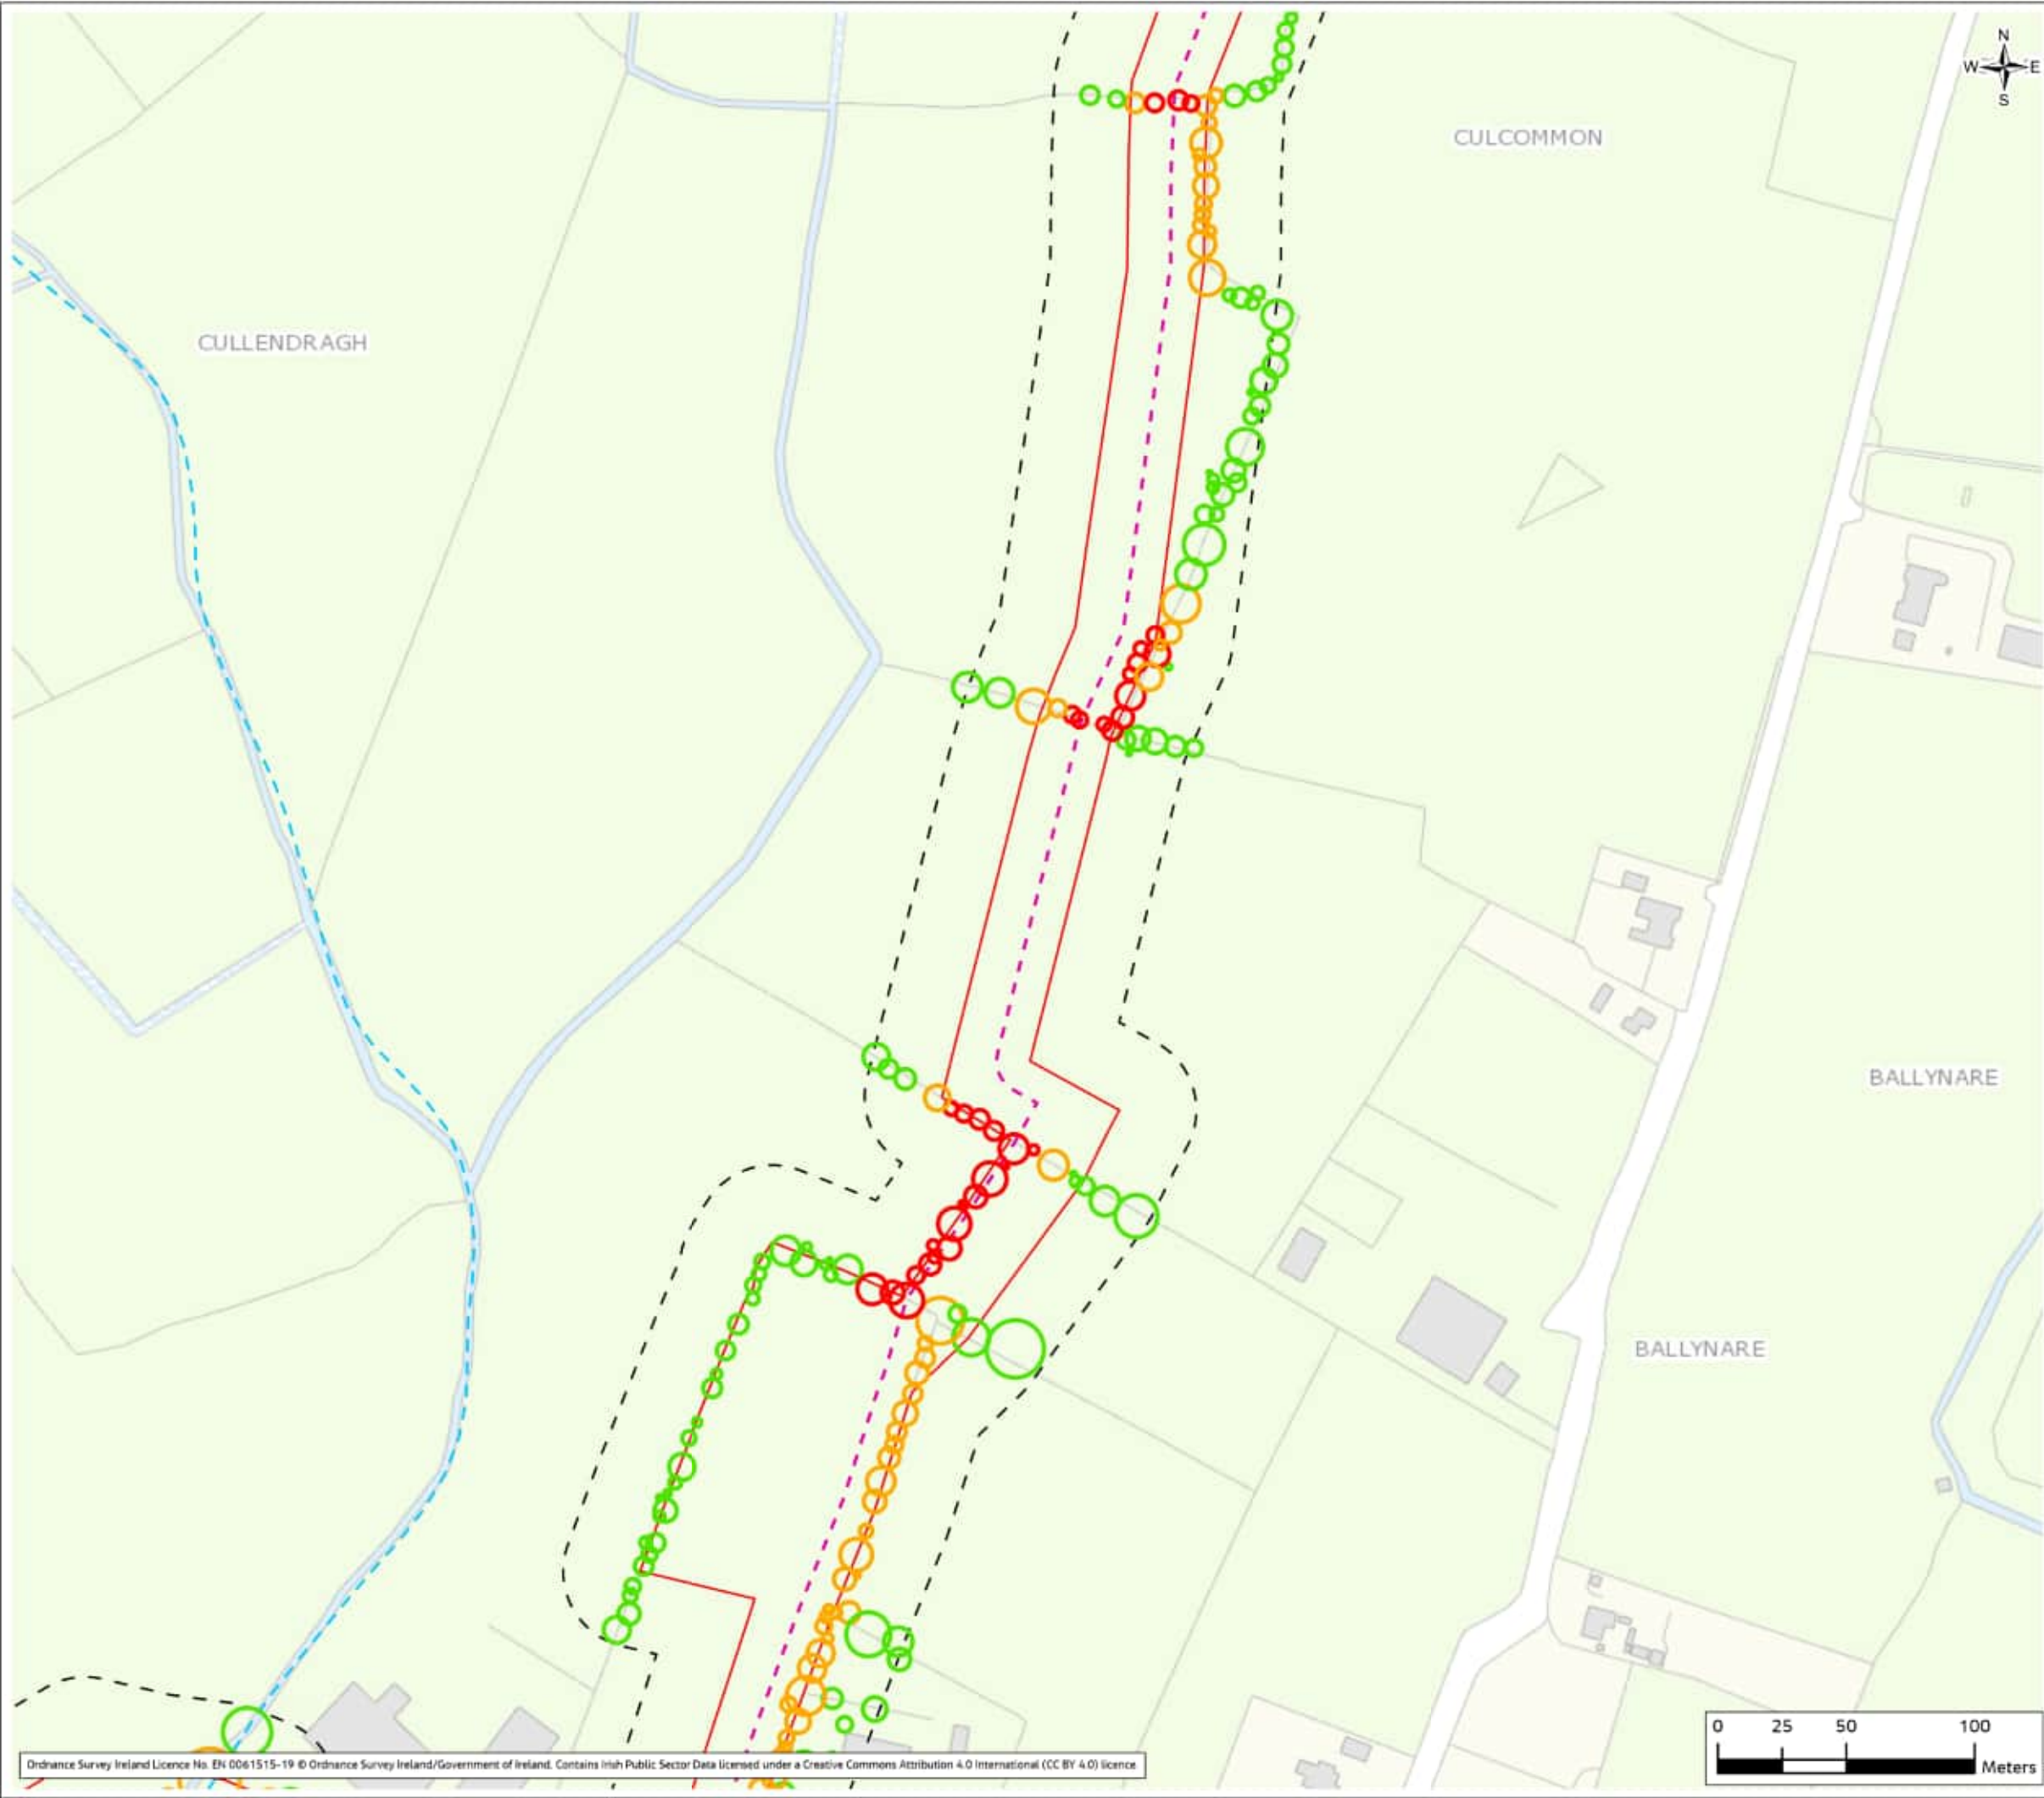 N
W E
S
CULCOMMON
CULLENDRAGH
BALLYNARE
BALLYNARE
0 25 50 100
Meters
Ordnance Survey Ireland Licence No. EN 0061515-19 © Ordnance Survey Ireland/Government of Ireland. Contains Irish Public Sector Data licensed under a Creative Commons Attribution 4.0 International (CC BY 4.0) licence